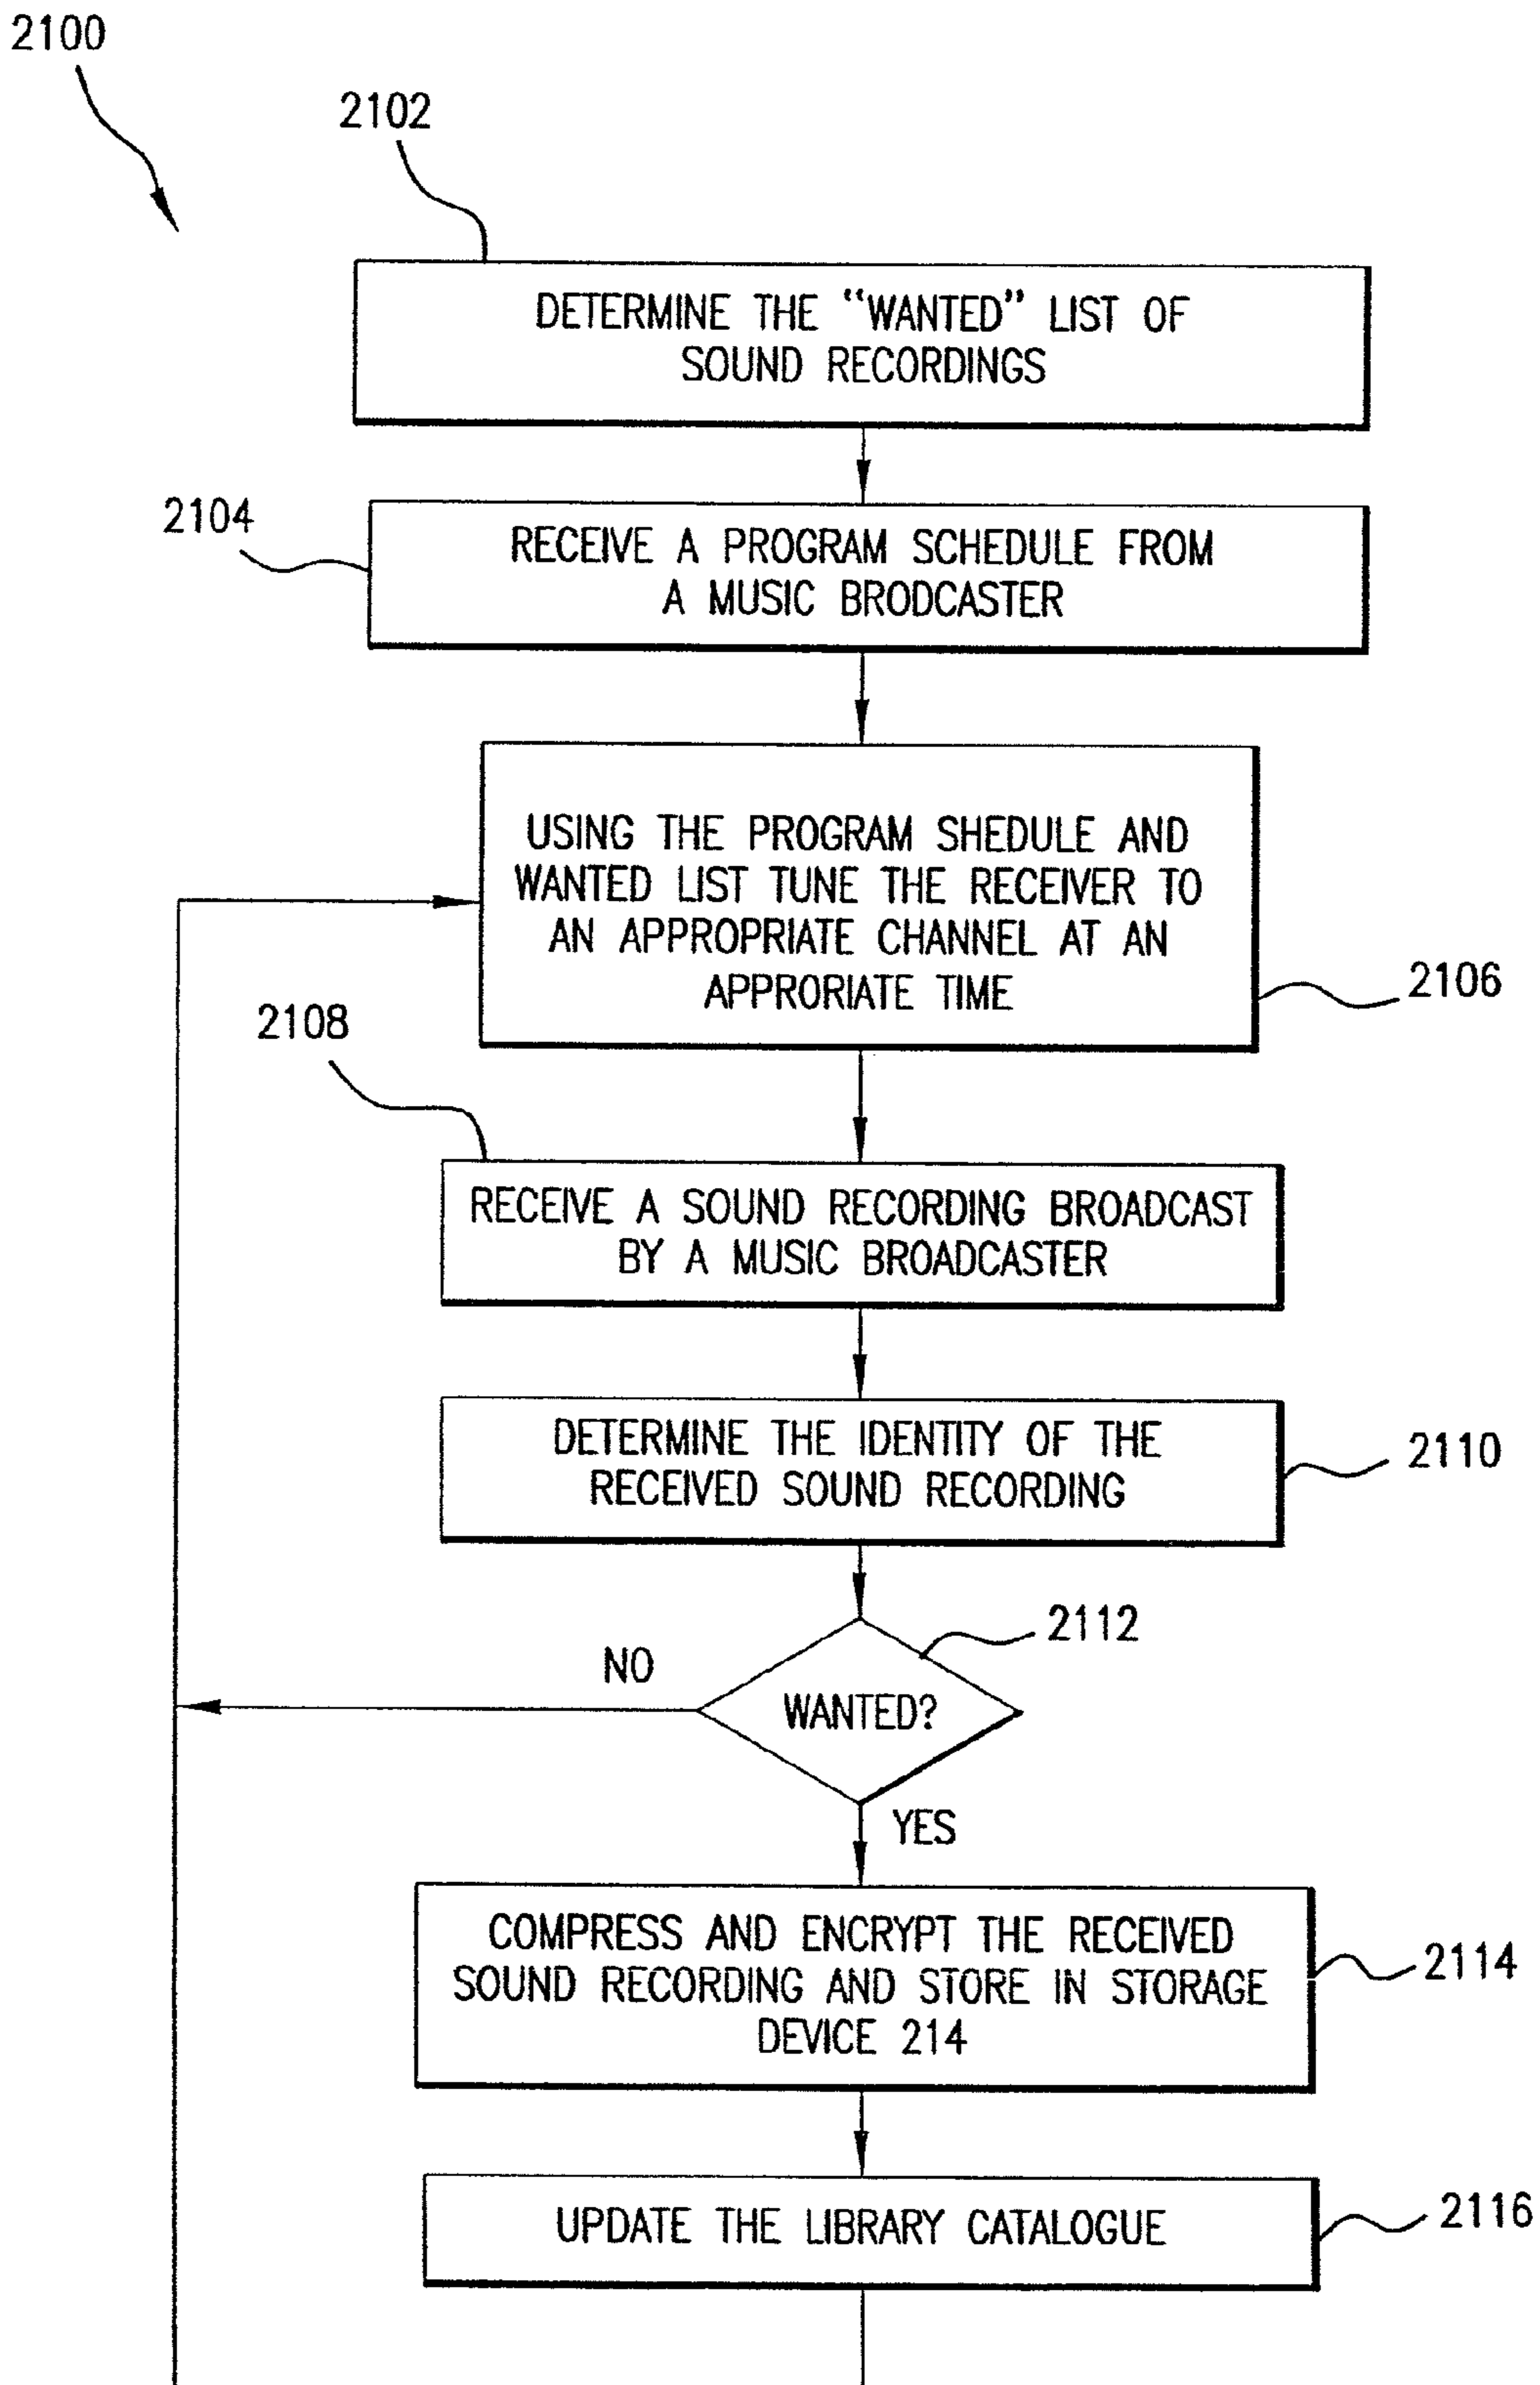 2100
2102
DETERMINE THE “WANTED” LIST OF
SOUND RECORDINGS
2104
RECEIVE A PROGRAM SCHEDULE FROM
A MUSIC BRODCASTER
USING THE PROGRAM SHEDULE AND
WANTED LIST TUNE THE RECEIVER TO
AN APPROPRIATE CHANNEL AT AN
APPRORIATE TIME
2106
2108
RECEIVE A SOUND RECORDING BROADCAST
BY A MUSIC BROADCASTER
DETERMINE THE IDENTITY OF THE
RECEIVED SOUND RECORDING
2110
2112
NO
WANTED?
YES
COMPRESS AND ENCRYPT THE RECEIVED
SOUND RECORDING AND STORE IN STORAGE
DEVICE 214
2114
UPDATE THE LIBRARY CATALOGUE
2116